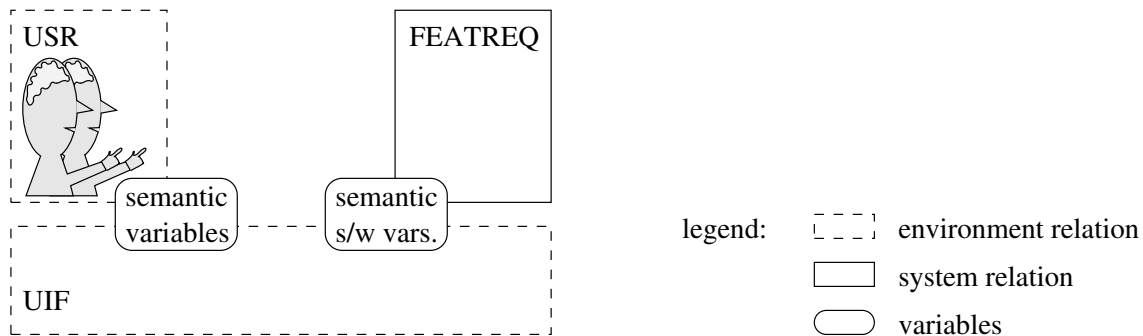 USR
FEATREQ
semantic
variables
semantic
s/w vars.
UIF
legend:
environment relation
system relation
variables